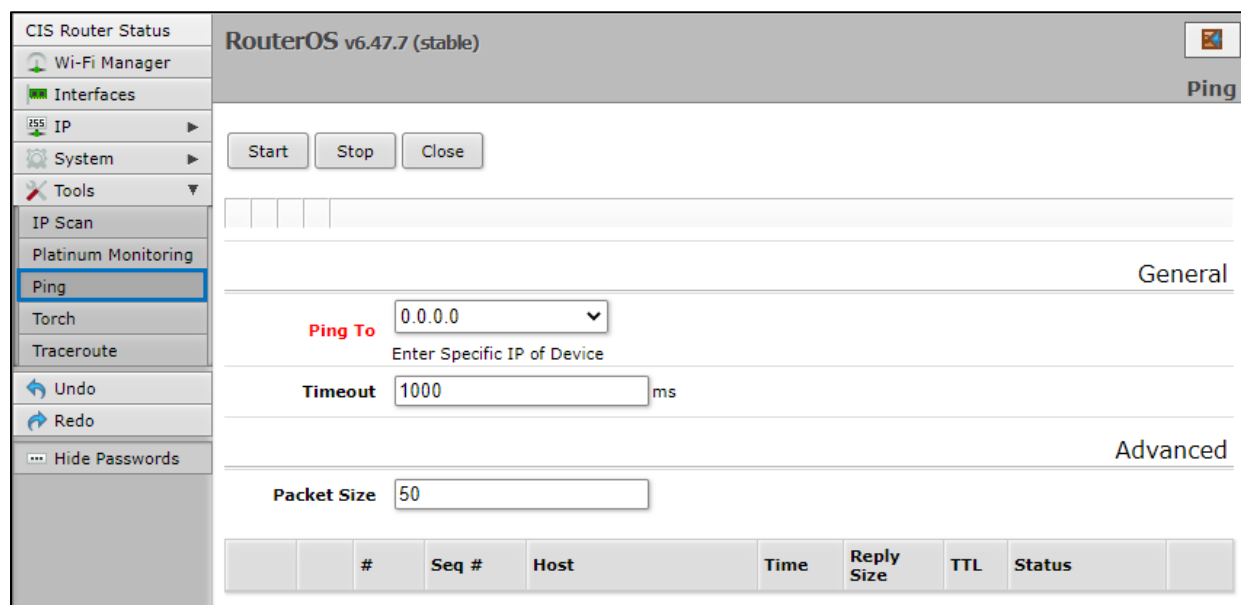 CIS Router Status
Wi-Fi Manager
Interfaces
255 IP
System
Tools
IP Scan
Platinum Monitoring
Ping
Torch
Traceroute
Undo
Redo
Hide Passwords
RouterOS v6.47.7 (stable)
Ping
Start Stop Close
General
Ping To 0.0.0.0
Enter Specific IP of Device
Timeout 1000 ms
Advanced
Packet Size 50
# Seq # Host Time Reply Size TTL Status